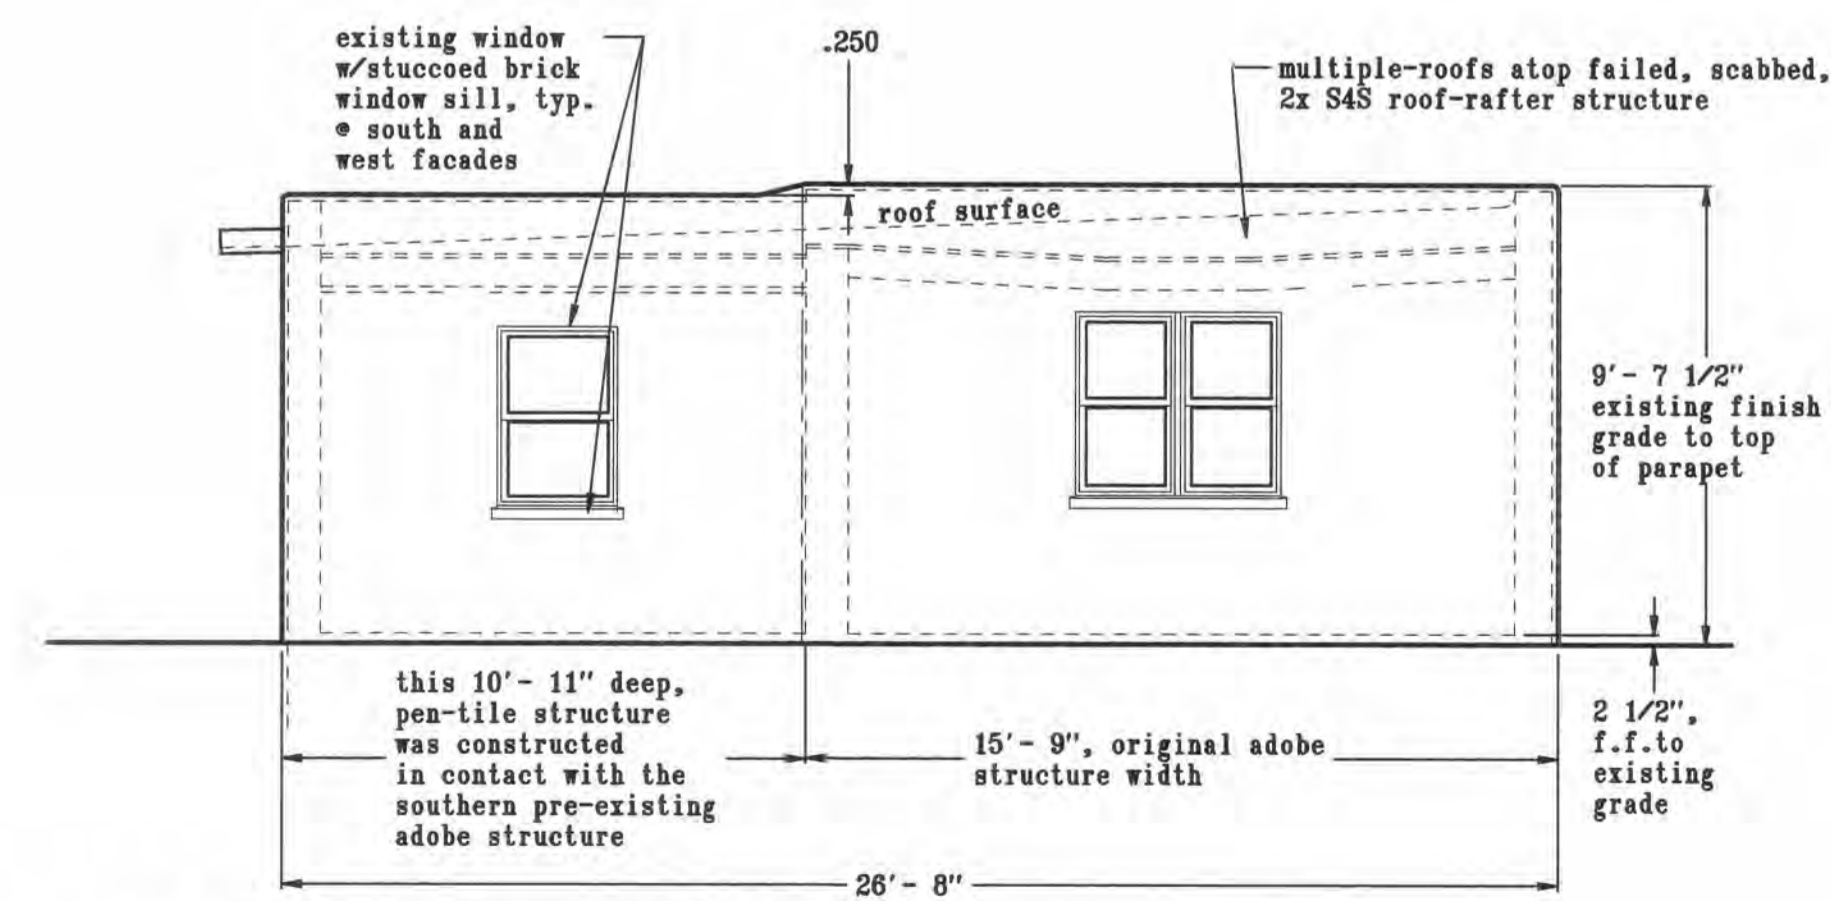 existing window
w/stuccoed brick
window sill, typ.
@ south and
west facades
.250
multiple-roofs atop failed, scabbed,
2x S4S roof-rafter structure
roof surface
9'- 7 1/2"
existing finish
grade to top
of parapet
this 10'- 11" deep,
pen-tile structure
was constructed
in contact with the
southern pre-existing
adobe structure
15'- 9", original adobe
structure width
2 1/2",
f.f.to
existing
grade
26'- 8"